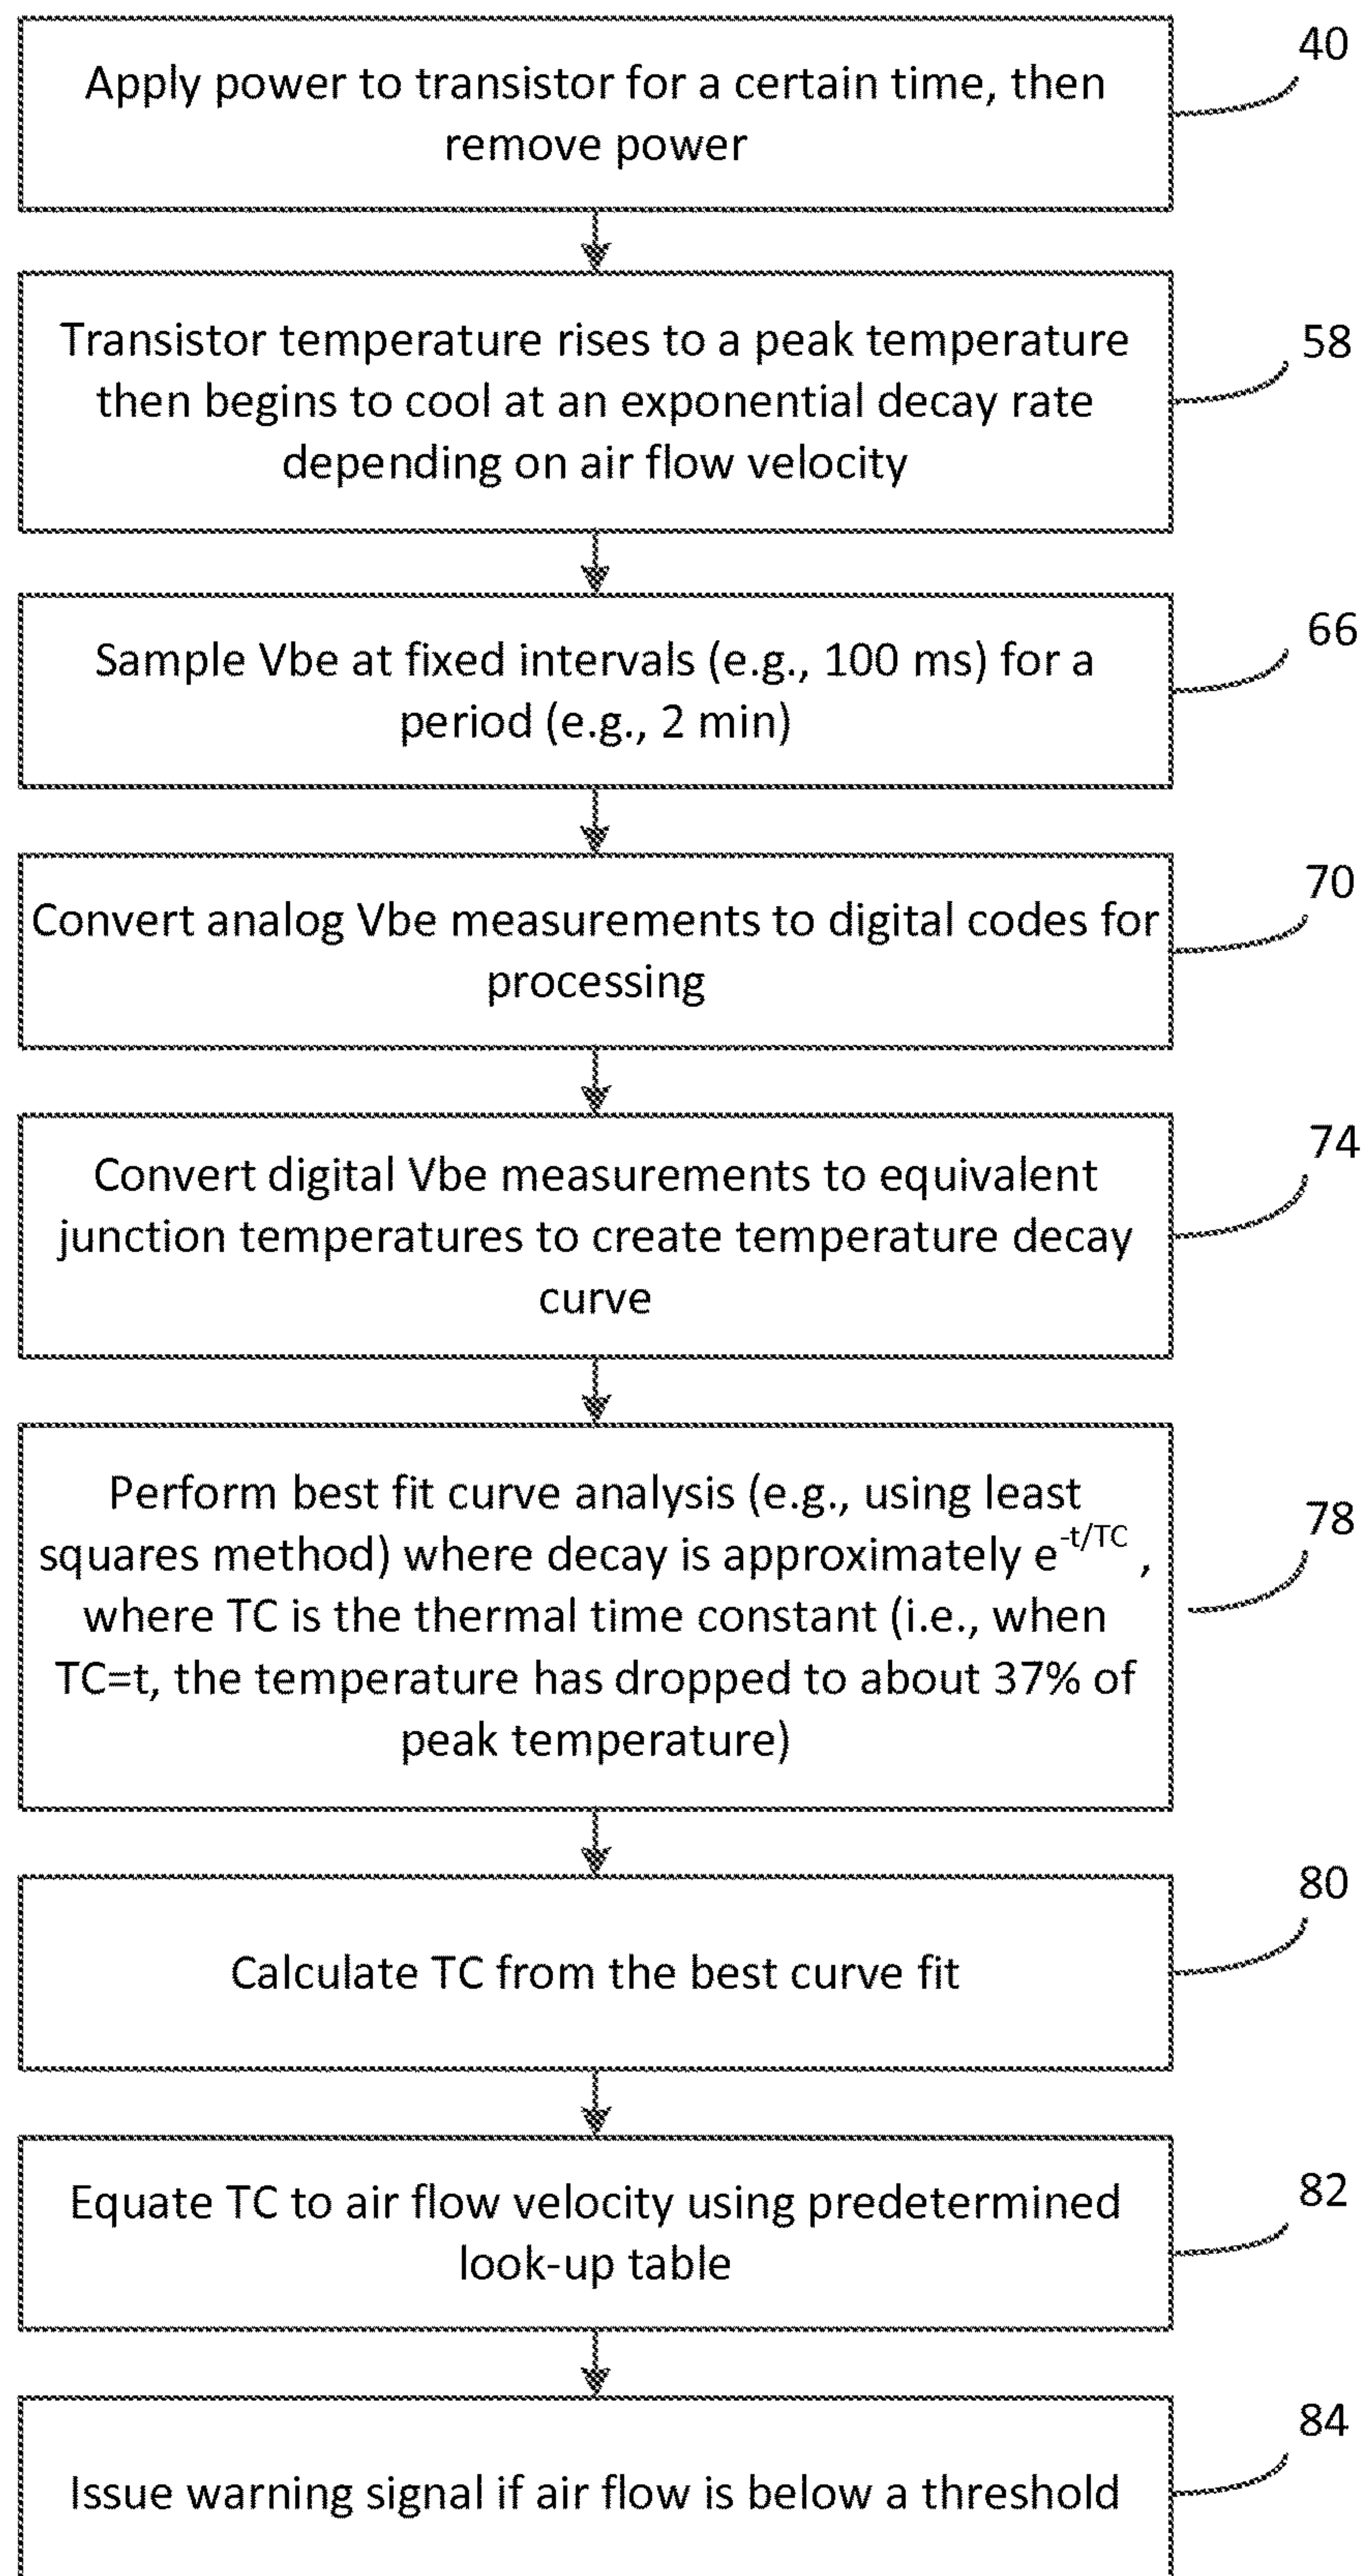 40
Apply power to transistor for a certain time, then
remove power
58
Transistor temperature rises to a peak temperature
then begins to cool at an exponential decay rate
depending on air flow velocity
66
Sample Vbe at fixed intervals (e.g., 100 ms) for a
period (e.g., 2 min)
70
Convert analog Vbe measurements to digital codes for
processing
74
Convert digital Vbe measurements to equivalent
junction temperatures to create temperature decay
curve
78
Perform best fit curve analysis (e.g., using least
squares method) where decay is approximately e^-t/TC ,
where TC is the thermal time constant (i.e., when
TC=t, the temperature has dropped to about 37% of
peak temperature)
80
Calculate TC from the best curve fit
82
Equate TC to air flow velocity using predetermined
look-up table
84
Issue warning signal if air flow is below a threshold